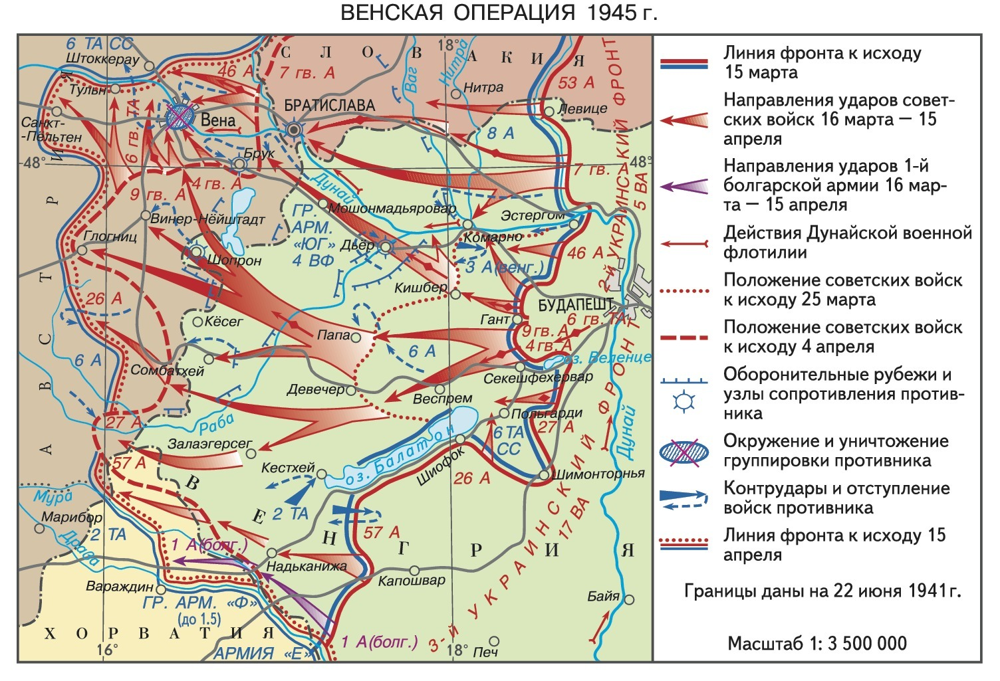 ВЕНСКАЯ ОПЕРАЦИЯ 1945 г.
6 ТА СС
Штоккерау
46 А
СЛОВАКИЯ
18°
7 гв. А
Ваг
Нитра
Нитра
53 А
Тульн
Вена
БРАТИСЛАВА
Левице
Санкт-
-Пёльтен
6 гв. ТА
8 А
48°
Брук
48°
7 гв. А
5 ВА
2-й УКРАИНСКИЙ ФРОНТ
4 гв. А
9 гв. А
Дунай
Мошонмадьяровар
Эстергом
Винер-Нёйштадт
ГР.
АРМ.
«ЮГ»
4 ВФ
Комарно
Глогниц
Дьёр
Шопрон
46 А
3 А(венг.)
Кишбер
26 А
БУДАПЕШТ
Гант
6 гв. ТА
9 гв. А
4 гв. А
Кёсег
Папа
6 А
6 А
оз. Веленце
Сомбатхей
Секешфехервар
Девечер
Веспрем
Польгарди
27 А
27 А
Раба
6 ТА
СС
Залаэгерсег
57 А
Кестхей
оз. Балатон
Шиофок
26 А
Шимонторнья
Дунай
АВСТРИЯ
ВЕНГРИЯ
Мура
Марибор
2 ТА
2 ТА
57 А
17 ВА
3-й УКРАИНСКИЙ ФРОНТ
Драва
1 А(болг.)
Надьканижа
Капошвар
Вараждин
ГР. АРМ. «Ф»
(до 1.5)
Байя
ХОРВАТИЯ
16°
АРМИЯ «Е»
1 А(болг.)
18°
Печ
Линия фронта к исходу
15 марта
Направления ударов совет-
ских войск 16 марта — 15
апреля
Направления ударов 1-й
болгарской армии 16 мар-
та — 15 апреля
Действия Дунайской военной
флотилии
Положение советских войск
к исходу 25 марта
Положение советских войск
к исходу 4 апреля
Оборонительные рубежи и
узлы сопротивления против-
ника
Окружение и уничтожение
группировки противника
Контрудары и отступление
войск противника
Линия фронта к исходу 15
апреля
Границы даны на 22 июня 1941г.
Масштаб 1: 3 500 000